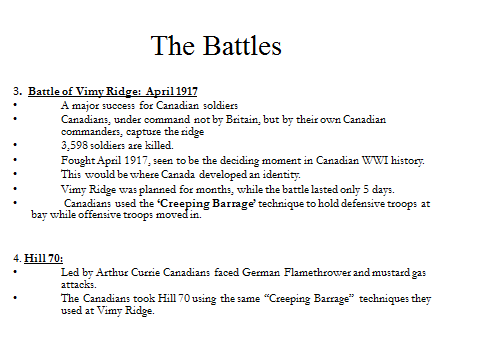 The Battles
3. Battle of Vimy Ridge: April 1917
• A major success for Canadian soldiers
• Canadians, under command not by Britain, but by their own Canadian
commanders, capture the ridge
• 3,598 soldiers are killed.
• Fought April 1917, seen to be the deciding moment in Canadian WWI history.
• This would be where Canada developed an identity.
• Vimy Ridge was planned for months, while the battle lasted only 5 days.
• Canadians used the ‘Creeping Barrage’ technique to hold defensive troops at
bay while offensive troops moved in.
4. Hill 70:
• Led by Arthur Currie Canadians faced German Flamethrower and mustard gas
attacks.
• The Canadians took Hill 70 using the same “Creeping Barrage” techniques they
used at Vimy Ridge.